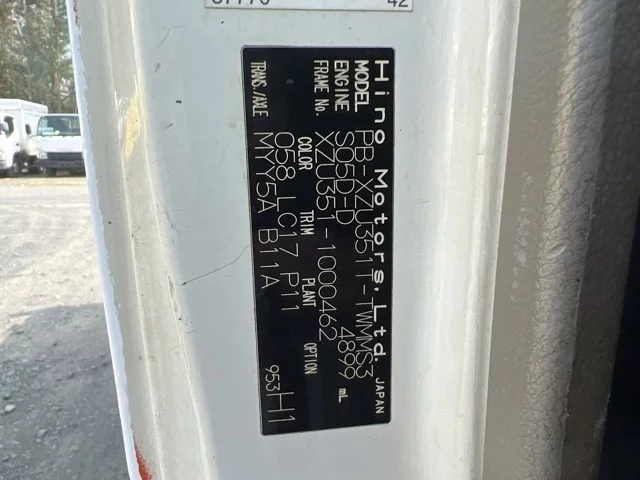 Hino Motors, Ltd. JAPAN
MODEL PB-XZU351T-TWMMS3
ENGINE S05D-D 4899 mL
FRAME No. XZU351-1000462
COLOR TRIM PLANT OPTION
058 LC17 P11
TRANS./AXLE MYY5A B11A
953H1
42